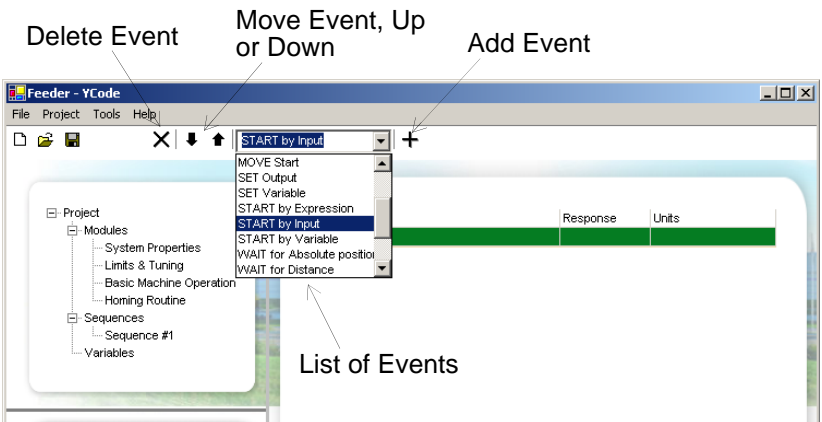 Delete Event
Move Event, Up
or Down
Add Event
Feeder - YCode
File Project Tools Help
START by Input
MOVE Start
SET Output
SET Variable
START by Expression
START by Input
START by Variable
WAIT for Absolute position
WAIT for Distance
Response Units
Project
Modules
System Properties
Limits & Tuning
Basic Machine Operation
Homing Routine
Sequences
Sequence #1
Variables
List of Events